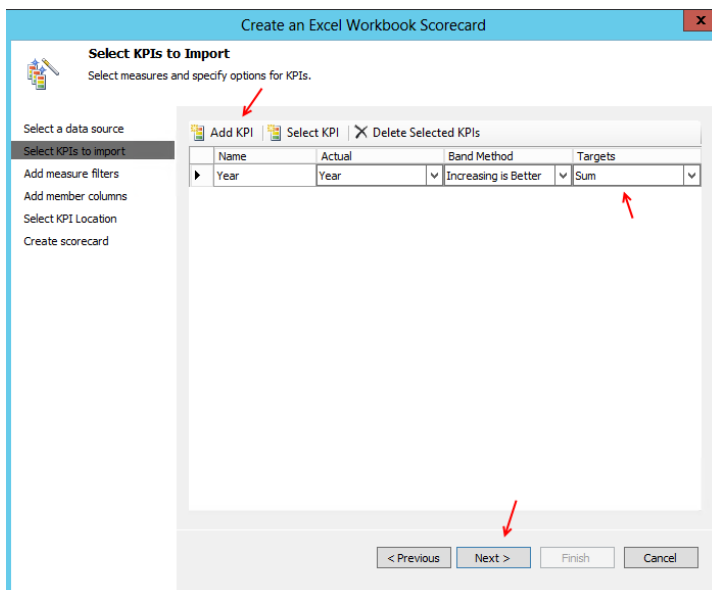 Create an Excel Workbook Scorecard
x
Select KPIs to Import
Select measures and specify options for KPIs.
Select a data source
Select KPIs to import
Add measure filters
Add member columns
Select KPI Location
Create scorecard
Add KPI Select KPI Delete Selected KPIs
Name Actual Band Method Targets
Year Year Increasing is Better Sum
< Previous Next > Finish Cancel